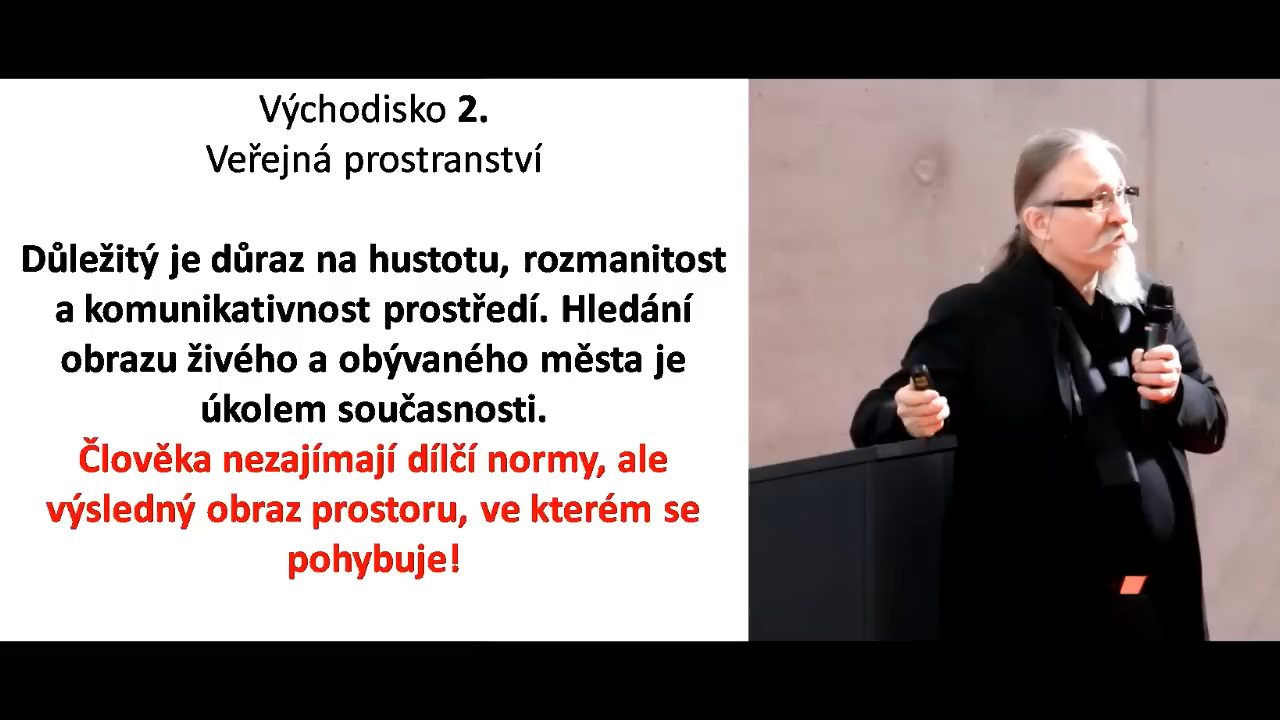 Východisko 2.
Veřejná prostranství
Důležitý je důraz na hustotu, rozmanitost
a komunikativnost prostředí. Hledání
obrazu živého a obývaného města je
úkolem současnosti.
Člověka nezajímají dílčí normy, ale
výsledný obraz prostoru, ve kterém se
pohybuje!